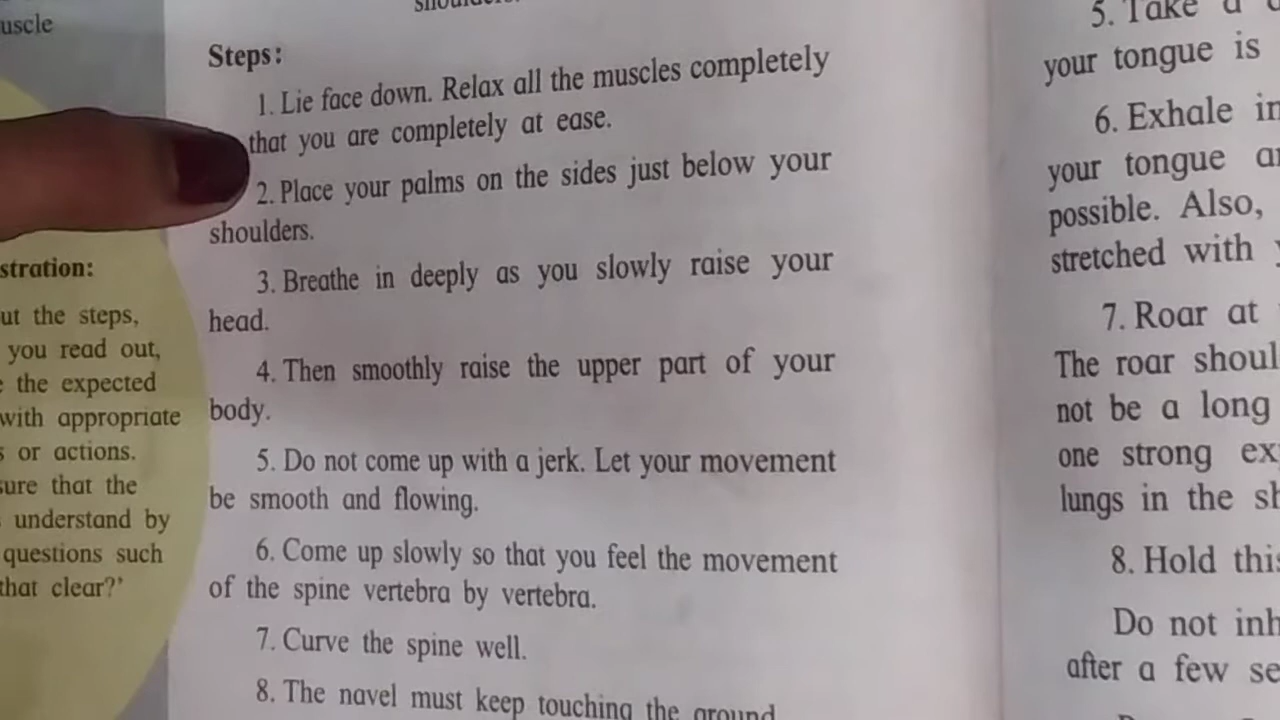 uscle
stration:
ut the steps,
you read out,
the expected
with appropriate
or actions.
sure that the
understand by
questions such
that clear?'
shoulders.
Steps:
1. Lie face down. Relax all the muscles completely
that you are completely at ease.
2. Place your palms on the sides just below your
shoulders.
3. Breathe in deeply as you slowly raise your
head.
4. Then smoothly raise the upper part of your
body.
5. Do not come up with a jerk. Let your movement
be smooth and flowing.
6. Come up slowly so that you feel the movement
of the spine vertebra by vertebra.
7. Curve the spine well.
8. The navel must keep touching the ground
5. Take a
your tongue is
6. Exhale in
your tongue
possible. Also,
stretched with
7. Roar at
The roar shoul
not be a long
one strong ex
lungs in the sh
8. Hold this
Do not inh
after a few se